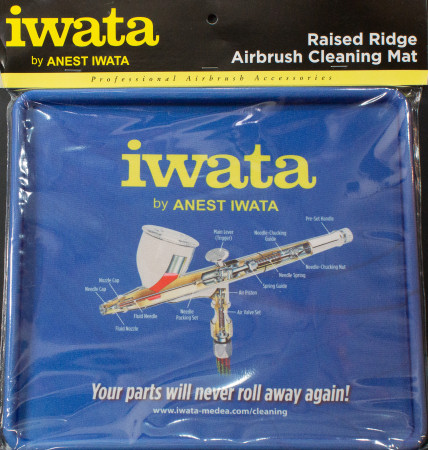 iwata
by ANEST IWATA
Raised Ridge
Airbrush Cleaning Mat
Professional Airbrush Accessories
iwata
by ANEST IWATA
Main Lever
(Trigger)
Needle-Chucking
Guide
Pre-Set Handle
Needle-Chucking Nut
Needle Spring
Spring Guide
Nozzle Cap
Needle Cap
Air Piston
Fluid Needle
Needle
Packing Set
Air Valve Set
Fluid Nozzle
Your parts will never roll away again!
www.iwata-medea.com/cleaning